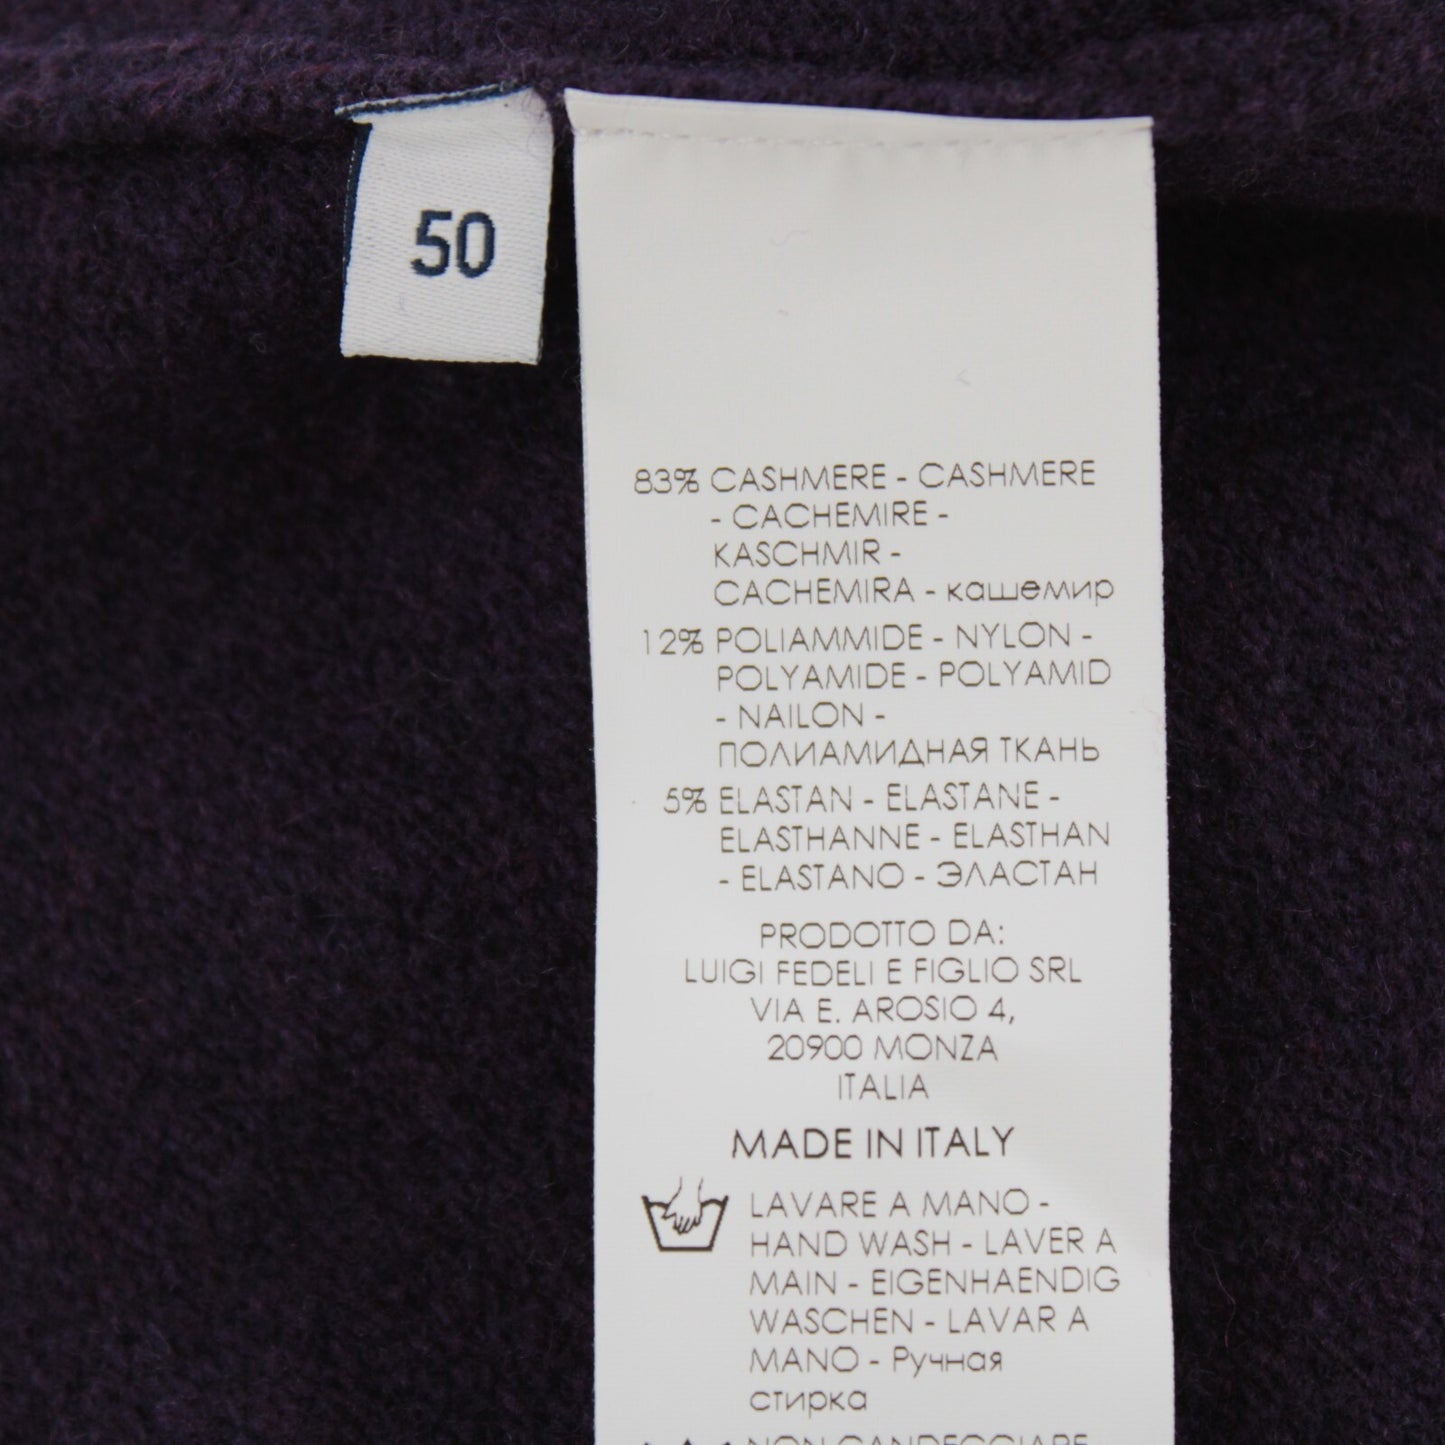 50
83% CASHMERE - CASHMERE
- CACHEMIRE -
KASCHMIR -
CACHEMIRA - кашемир
12% POLIAMMIDE - NYLON -
POLYAMIDE - POLYAMID
- NAILON -
ПОЛИАМИДНАЯ ТКАНЬ
5% ELASTAN - ELASTANE -
ELASTHANNE - ELASTHAN
- ELASTANO - ЭЛАСТАН
PRODOTTO DA:
LUIGI FEDELI E FIGLIO SRL
VIA E. AROSIO 4,
20900 MONZA
ITALIA
MADE IN ITALY
LAVARE A MANO -
HAND WASH - LAVER A
MAIN - EIGENHAENDIG
WASCHEN - LAVAR A
MANO - Ручная
стирка
NON CANDEGGIARE